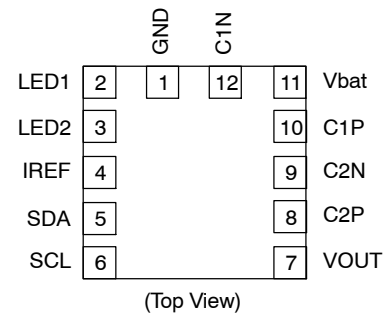 GND C1N
LED1 2 1 12 11 Vbat
LED2 3 10 C1P
IREF 4 9 C2N
SDA 5 8 C2P
SCL 6 7 VOUT
(Top View)